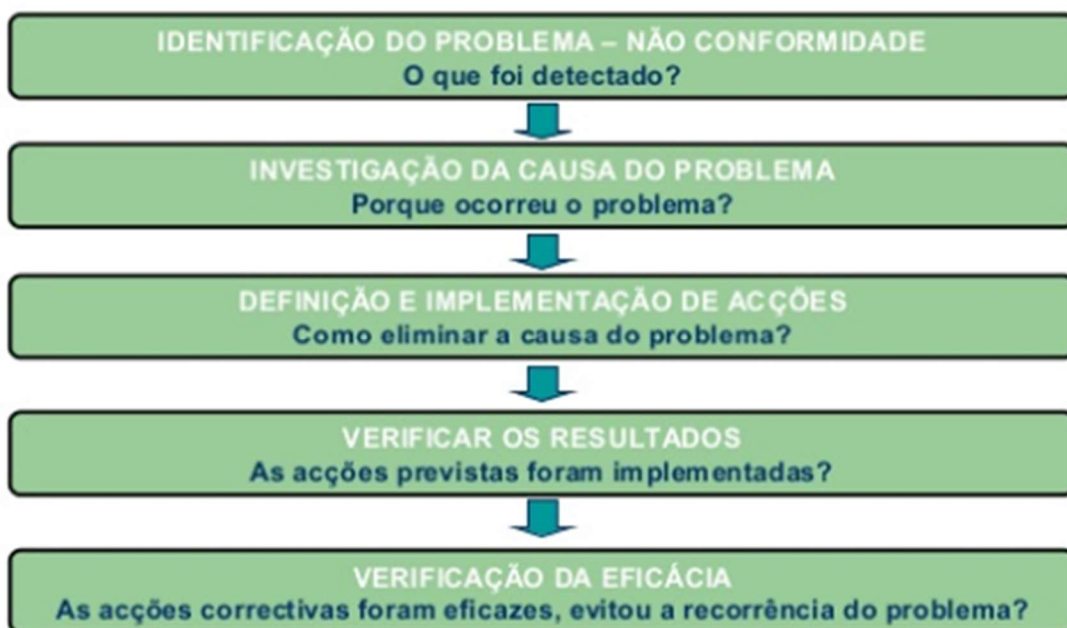 IDENTIFICAÇÃO DO PROBLEMA – NÃO CONFORMIDADE
O que foi detectado?
INVESTIGAÇÃO DA CAUSA DO PROBLEMA
Porque ocorreu o problema?
DEFINIÇÃO E IMPLEMENTAÇÃO DE ACÇÕES
Como eliminar a causa do problema?
VERIFICAR OS RESULTADOS
As acções previstas foram implementadas?
VERIFICAÇÃO DA EFICÁCIA
As acções correctivas foram eficazes, evitou a recorrência do problema?